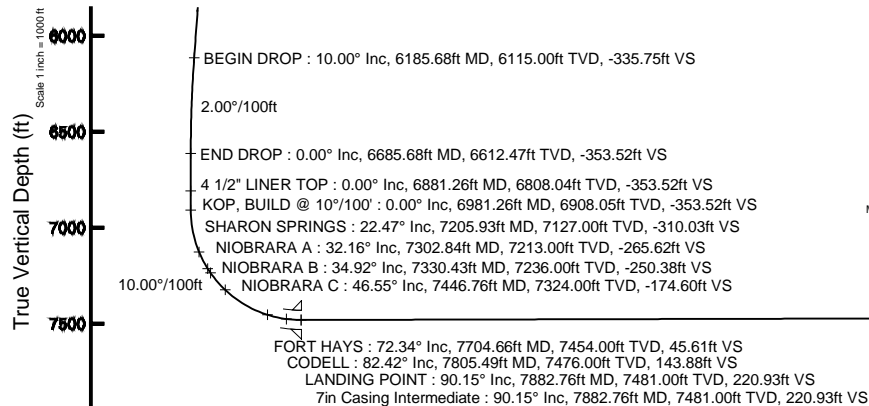 Scale 1 inch = 1000ft
True Vertical Depth (ft)
6000
BEGIN DROP : 10.00° Inc, 6185.68ft MD, 6115.00ft TVD, -335.75ft VS
2.00°/100ft
6500
END DROP : 0.00° Inc, 6685.68ft MD, 6612.47ft TVD, -353.52ft VS
4 1/2" LINER TOP : 0.00° Inc, 6881.26ft MD, 6808.04ft TVD, -353.52ft VS
KOP, BUILD @ 10°/100' : 0.00° Inc, 6981.26ft MD, 6908.05ft TVD, -353.52ft VS
7000
SHARON SPRINGS : 22.47° Inc, 7205.93ft MD, 7127.00ft TVD, -310.03ft VS
NIOBRARA A : 32.16° Inc, 7302.84ft MD, 7213.00ft TVD, -265.62ft VS
NIOBRARA B : 34.92° Inc, 7330.43ft MD, 7236.00ft TVD, -250.38ft VS
10.00°/100ft
NIOBRARA C : 46.55° Inc, 7446.76ft MD, 7324.00ft TVD, -174.60ft VS
7500
FORT HAYS : 72.34° Inc, 7704.66ft MD, 7454.00ft TVD, 45.61ft VS
CODELL : 82.42° Inc, 7805.49ft MD, 7476.00ft TVD, 143.88ft VS
LANDING POINT : 90.15° Inc, 7882.76ft MD, 7481.00ft TVD, 220.93ft VS
7in Casing Intermediate : 90.15° Inc, 7882.76ft MD, 7481.00ft TVD, 220.93ft VS